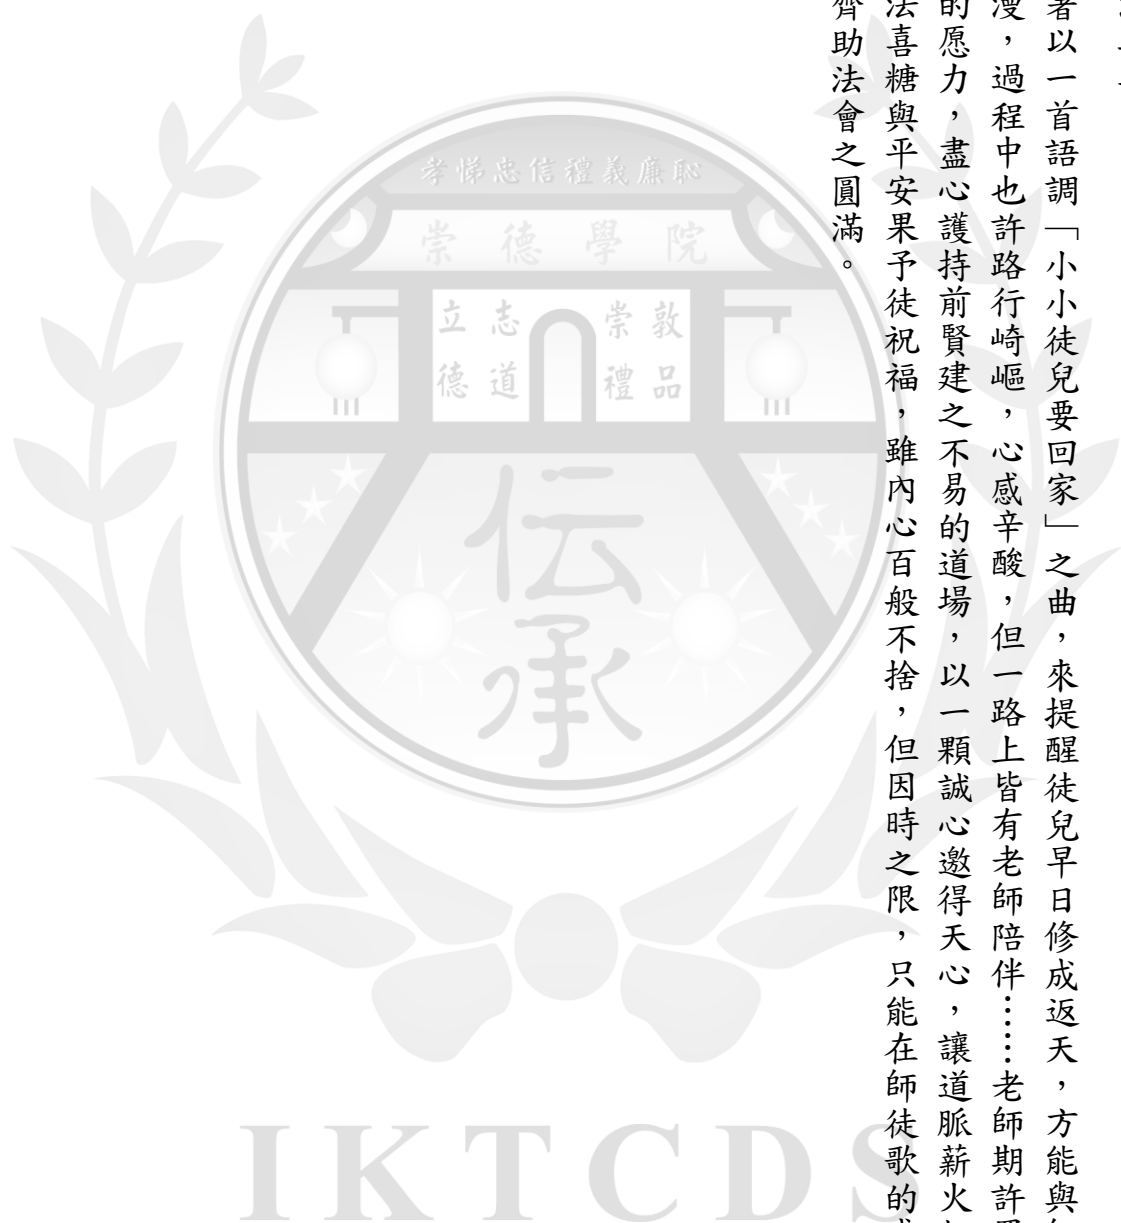 著以一首語調「小小徒兒要回家」之曲，來提醒徒兒早日修成返天，方能與
漫，過程中也許路行崎嶇，心感辛酸，但一路上皆有老師陪伴……老師期許
的愿力，盡心護持前賢建之不易的道場，以一顆誠心邀得天心，讓道脈薪火
法喜糖與平安果予徒祝福，雖內心百般不捨，但因時之限，只能在師徒歌的
齊助法會之圓滿。
孝悌忠信禮義廉恥
崇德學院
立志 崇敦
德道 禮品
伝承
IKTCDS